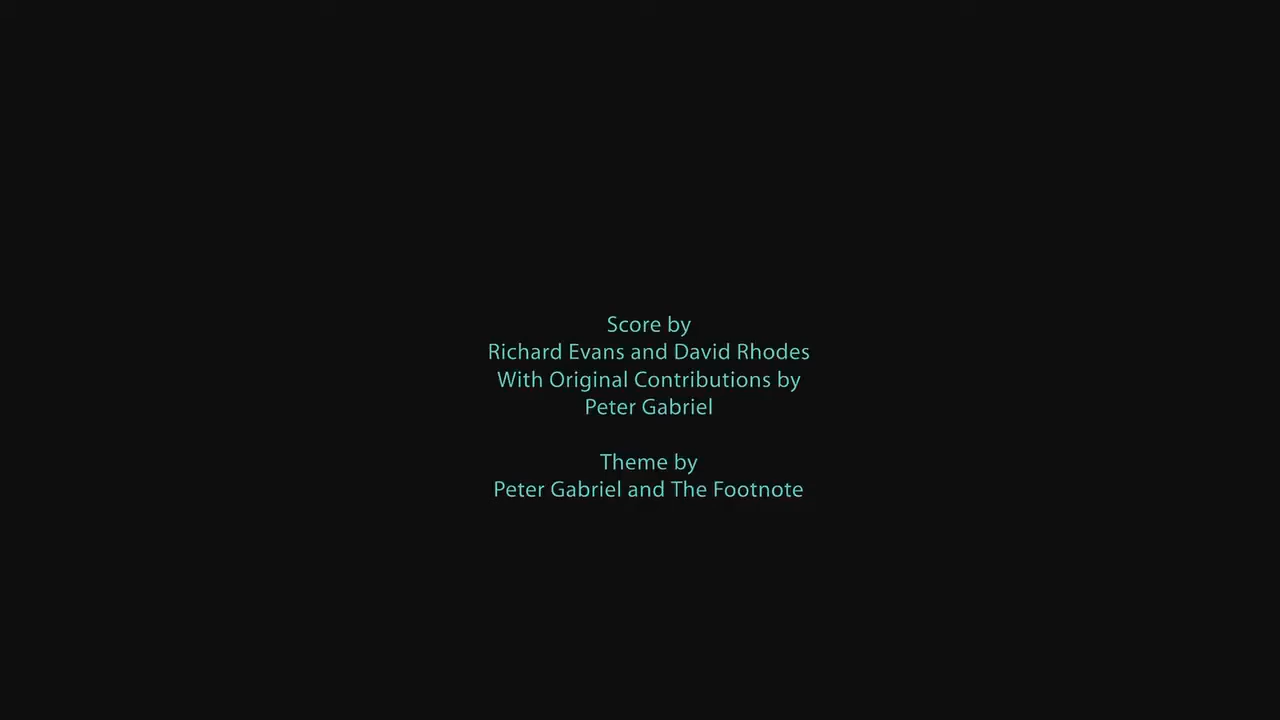 Score by
Richard Evans and David Rhodes
With Original Contributions by
Peter Gabriel
Theme by
Peter Gabriel and The Footnote